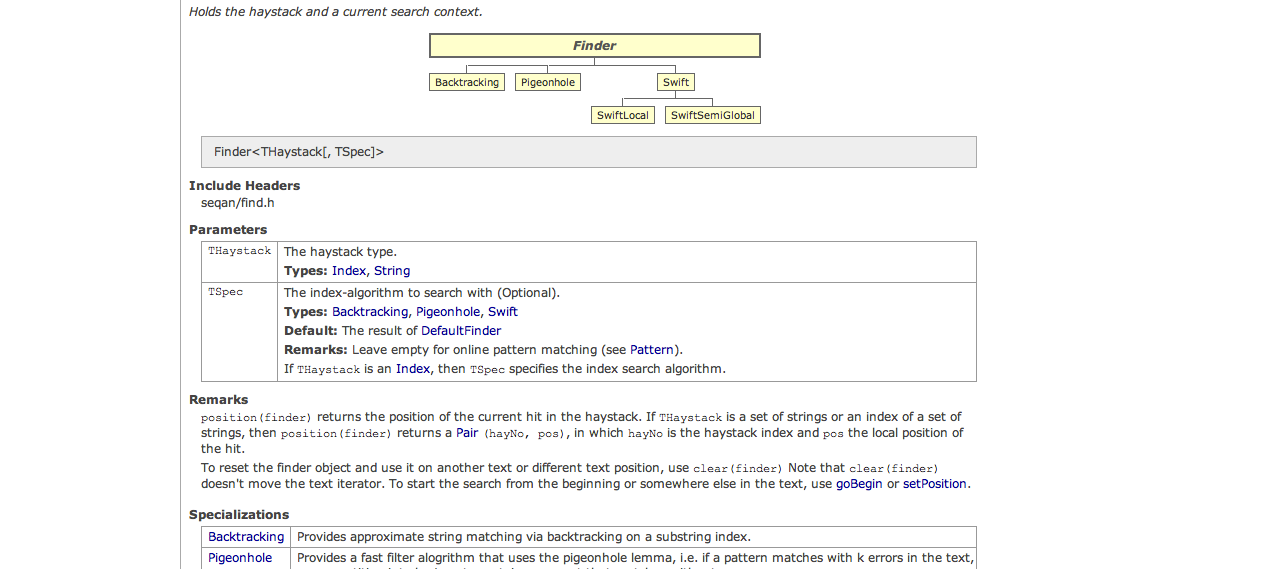 Holds the haystack and a current search context.
Finder
Backtracking Pigeonhole Swift
SwiftLocal SwiftSemiGlobal
Finder<THaystack[, TSpec]>
Include Headers
seqan/find.h
Parameters
THaystack The haystack type.
Types: Index, String
TSpec The index-algorithm to search with (Optional).
Types: Backtracking, Pigeonhole, Swift
Default: The result of DefaultFinder
Remarks: Leave empty for online pattern matching (see Pattern).
If THaystack is an Index, then TSpec specifies the index search algorithm.
Remarks
position(finder) returns the position of the current hit in the haystack. If THaystack is a set of strings or an index of a set of
strings, then position(finder) returns a Pair (hayNo, pos), in which hayNo is the haystack index and pos the local position of
the hit.
To reset the finder object and use it on another text or different text position, use clear(finder) Note that clear(finder)
doesn't move the text iterator. To start the search from the beginning or somewhere else in the text, use goBegin or setPosition.
Specializations
Backtracking Provides approximate string matching via backtracking on a substring index.
Pigeonhole Provides a fast filter alogrithm that uses the pigeonhole lemma, i.e. if a pattern matches with k errors in the text,